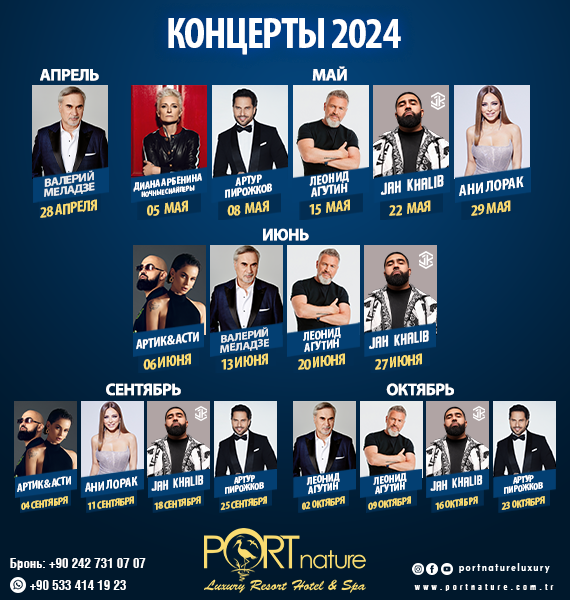 КОНЦЕРТЫ 2024
АПРЕЛЬ
МАЙ
ВАЛЕРИЙ
МЕЛАДЗЕ
28 АПРЕЛЯ
ДИАНА АРБЕНИНА
НОЧНЫЕ СНАЙПЕРЫ
05 МАЯ
АРТУР
ПИРОЖКОВ
08 МАЯ
ЛЕОНИД
АГУТИН
15 МАЯ
JAH KHALIB
22 МАЯ
АНИ ЛОРАК
29 МАЯ
ИЮНЬ
АРТИК&АСТИ
06 ИЮНЯ
ВАЛЕРИЙ
МЕЛАДЗЕ
13 ИЮНЯ
ЛЕОНИД
АГУТИН
20 ИЮНЯ
JAH KHALIB
27 ИЮНЯ
СЕНТЯБРЬ
ОКТЯБРЬ
АРТИК&АСТИ
04 СЕНТЯБРЯ
АНИ ЛОРАК
11 СЕНТЯБРЯ
JAH KHALIB
18 СЕНТЯБРЯ
АРТУР
ПИРОЖКОВ
25 СЕНТЯБРЯ
ЛЕОНИД
АГУТИН
02 ОКТЯБРЯ
ЛЕОНИД
АГУТИН
09 ОКТЯБРЯ
JAH KHALIB
16 ОКТЯБРЯ
АРТУР
ПИРОЖКОВ
23 ОКТЯБРЯ
PORT nature
Luxury Resort Hotel & Spa
Бронь: +90 242 731 07 07
+90 533 414 19 23
portnatureluxury
www.portnature.com.tr